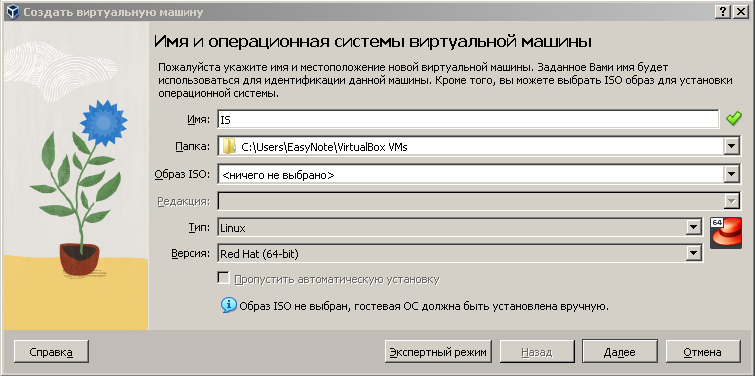 Создать виртуальную машину
Имя и операционная системы виртуальной машины
Пожалуйста укажите имя и местоположение новой виртуальной машины. Заданное Вами имя будет
использоваться для идентификации данной машины. Кроме того, вы можете выбрать ISO образ для установки
операционной системы.
Имя: IS
Папка: C:\Users\EasyNote\VirtualBox VMs
Образ ISO: <ничего не выбрано>
Редакция:
Тип: Linux
64
Версия: Red Hat (64-bit)
Пропустить автоматическую установку
Образ ISO не выбран, гостевая ОС должна быть установлена вручную.
Справка Экспертный режим Назад Далее Отмена